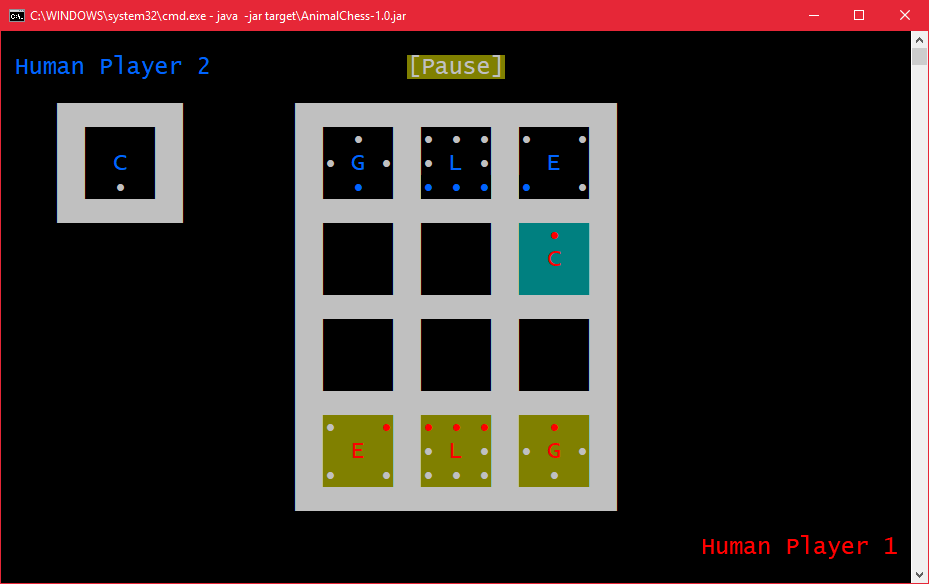 C:\WINDOWS\system32\cmd.exe - java  -jar target\AnimalChess-1.0.jar
Human Player 2 [Pause]
C G L E
C
E L G
Human Player 1